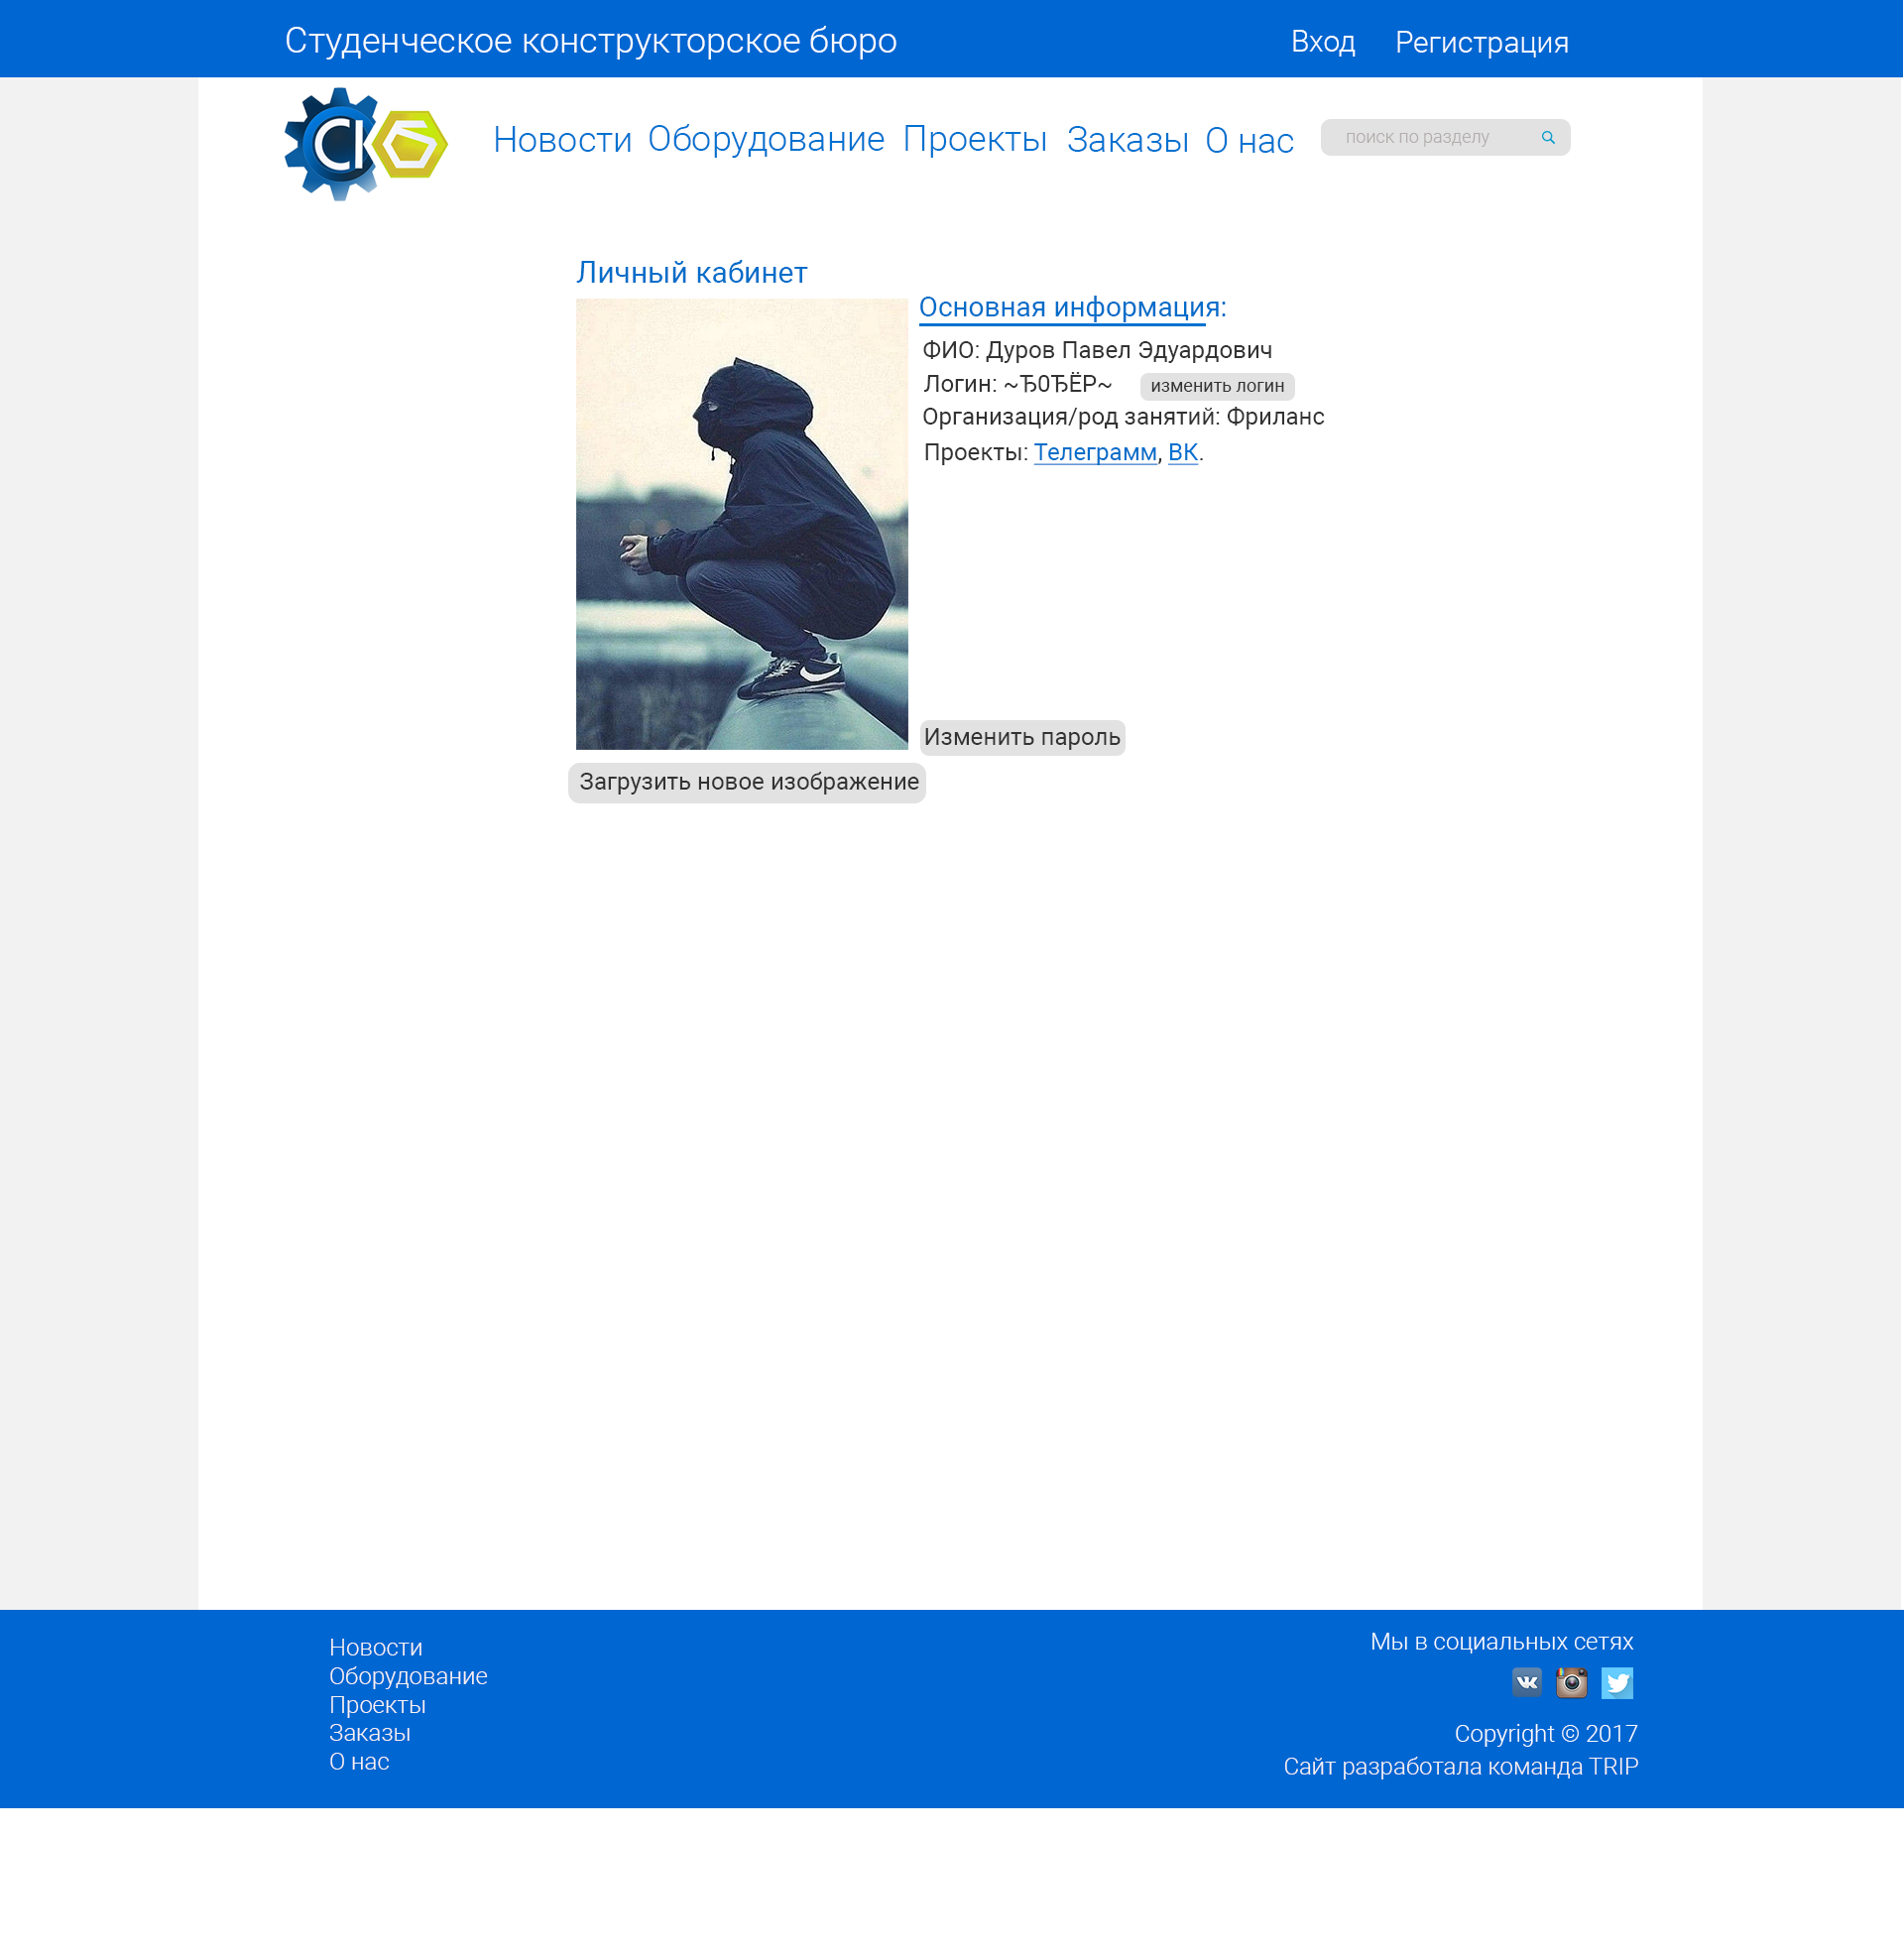 Студенческое конструкторское бюро
Вход Регистрация
СКБ
Новости Оборудование Проекты Заказы О нас
поиск по разделу
Личный кабинет
Основная информация:
ФИО: Дуров Павел Эдуардович
Логин: ~Ђ0ЂЁР~ изменить логин
Организация/род занятий: Фриланс
Проекты: Телеграмм, ВК.
Изменить пароль
Загрузить новое изображение
Новости
Оборудование
Проекты
Заказы
О нас
Мы в социальных сетях
Copyright © 2017
Сайт разработала команда TRIP